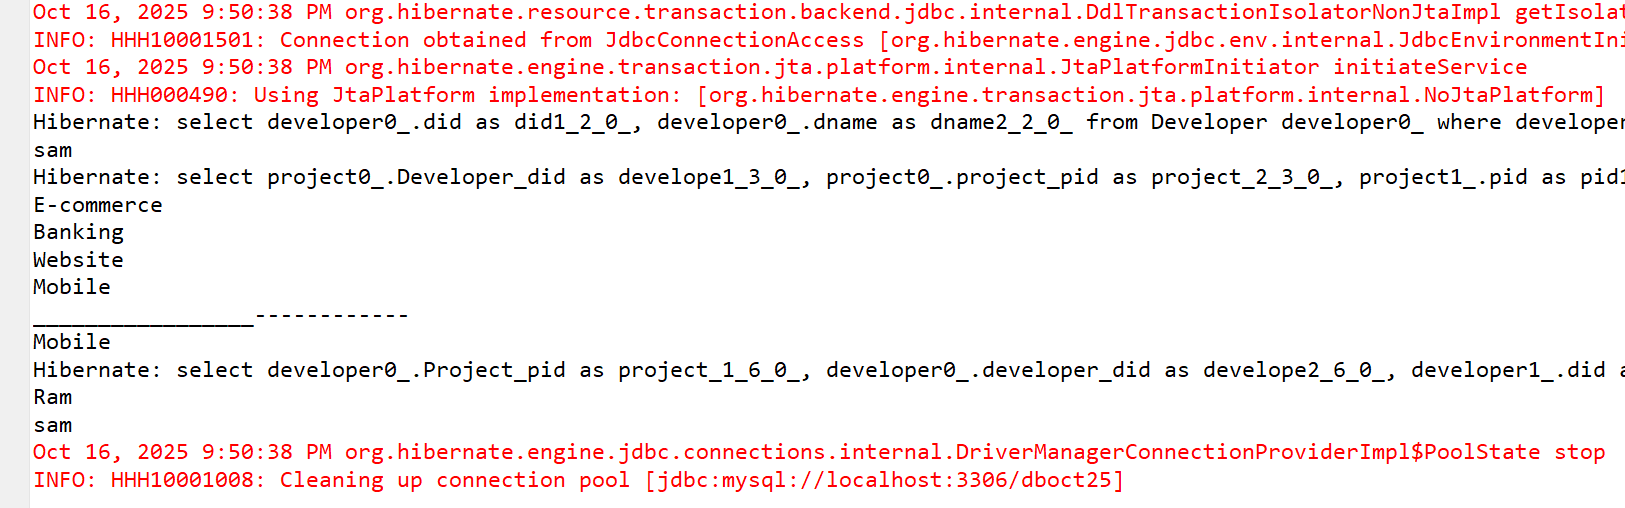 Oct 16, 2025 9:50:38 PM org.hibernate.resource.transaction.backend.jdbc.internal.DdlTransactionIsolatorNonJtaImpl getIsolat
INFO: HHH10001501: Connection obtained from JdbcConnectionAccess [org.hibernate.engine.jdbc.env.internal.JdbcEnvironmentIni
Oct 16, 2025 9:50:38 PM org.hibernate.engine.transaction.jta.platform.internal.JtaPlatformInitiator initiateService
INFO: HHH000490: Using JtaPlatform implementation: [org.hibernate.engine.transaction.jta.platform.internal.NoJtaPlatform]
Hibernate: select developer0_.did as did1_2_0_, developer0_.dname as dname2_2_0_ from Developer developer0_ where developer
sam
Hibernate: select project0_.Developer_did as develope1_3_0_, project0_.project_pid as project_2_3_0_, project1_.pid as pid1
E-commerce
Banking
Website
Mobile
_________________------------
Mobile
Hibernate: select developer0_.Project_pid as project_1_6_0_, developer0_.developer_did as develope2_6_0_, developer1_.did a
Ram
sam
Oct 16, 2025 9:50:38 PM org.hibernate.engine.jdbc.connections.internal.DriverManagerConnectionProviderImpl$PoolState stop
INFO: HHH10001008: Cleaning up connection pool [jdbc:mysql://localhost:3306/dboct25]